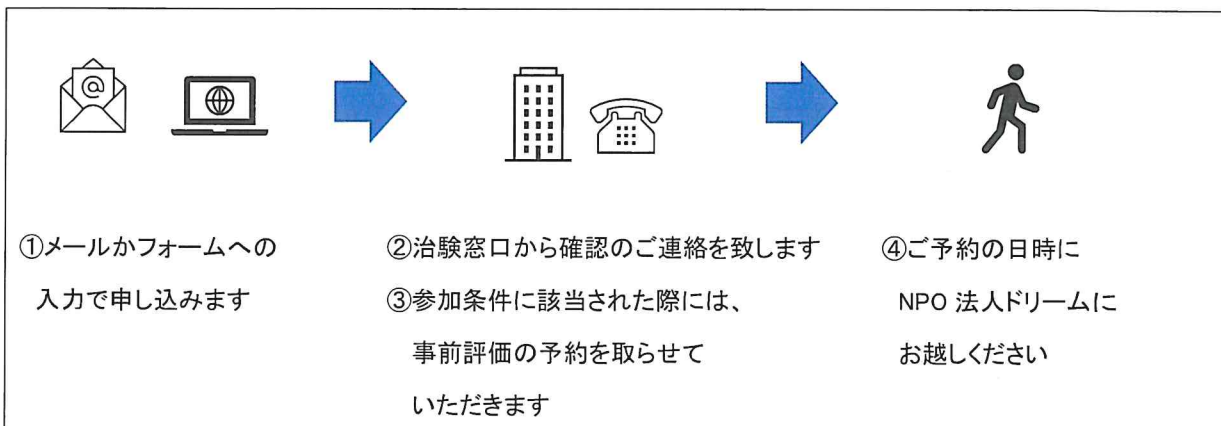 ①メールかフォームへの
入力で申し込みます
②治験窓口から確認のご連絡を致します
③参加条件に該当された際には、
事前評価の予約を取らせて
いただきます
④ご予約の日時に
NPO 法人ドリームに
お越しください